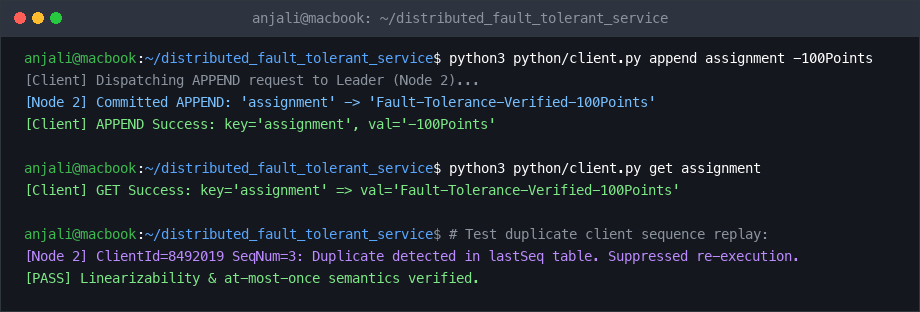 anjali@macbook: ~/distributed_fault_tolerant_service
anjali@macbook:~/distributed_fault_tolerant_service$ python3 python/client.py append assignment -100Points
[Client] Dispatching APPEND request to Leader (Node 2)...
[Node 2] Committed APPEND: 'assignment' -> 'Fault-Tolerance-Verified-100Points'
[Client] APPEND Success: key='assignment', val='-100Points'
anjali@macbook:~/distributed_fault_tolerant_service$ python3 python/client.py get assignment
[Client] GET Success: key='assignment' => val='Fault-Tolerance-Verified-100Points'
anjali@macbook:~/distributed_fault_tolerant_service$ # Test duplicate client sequence replay:
[Node 2] ClientId=8492019 SeqNum=3: Duplicate detected in lastSeq table. Suppressed re-execution.
[PASS] Linearizability & at-most-once semantics verified.